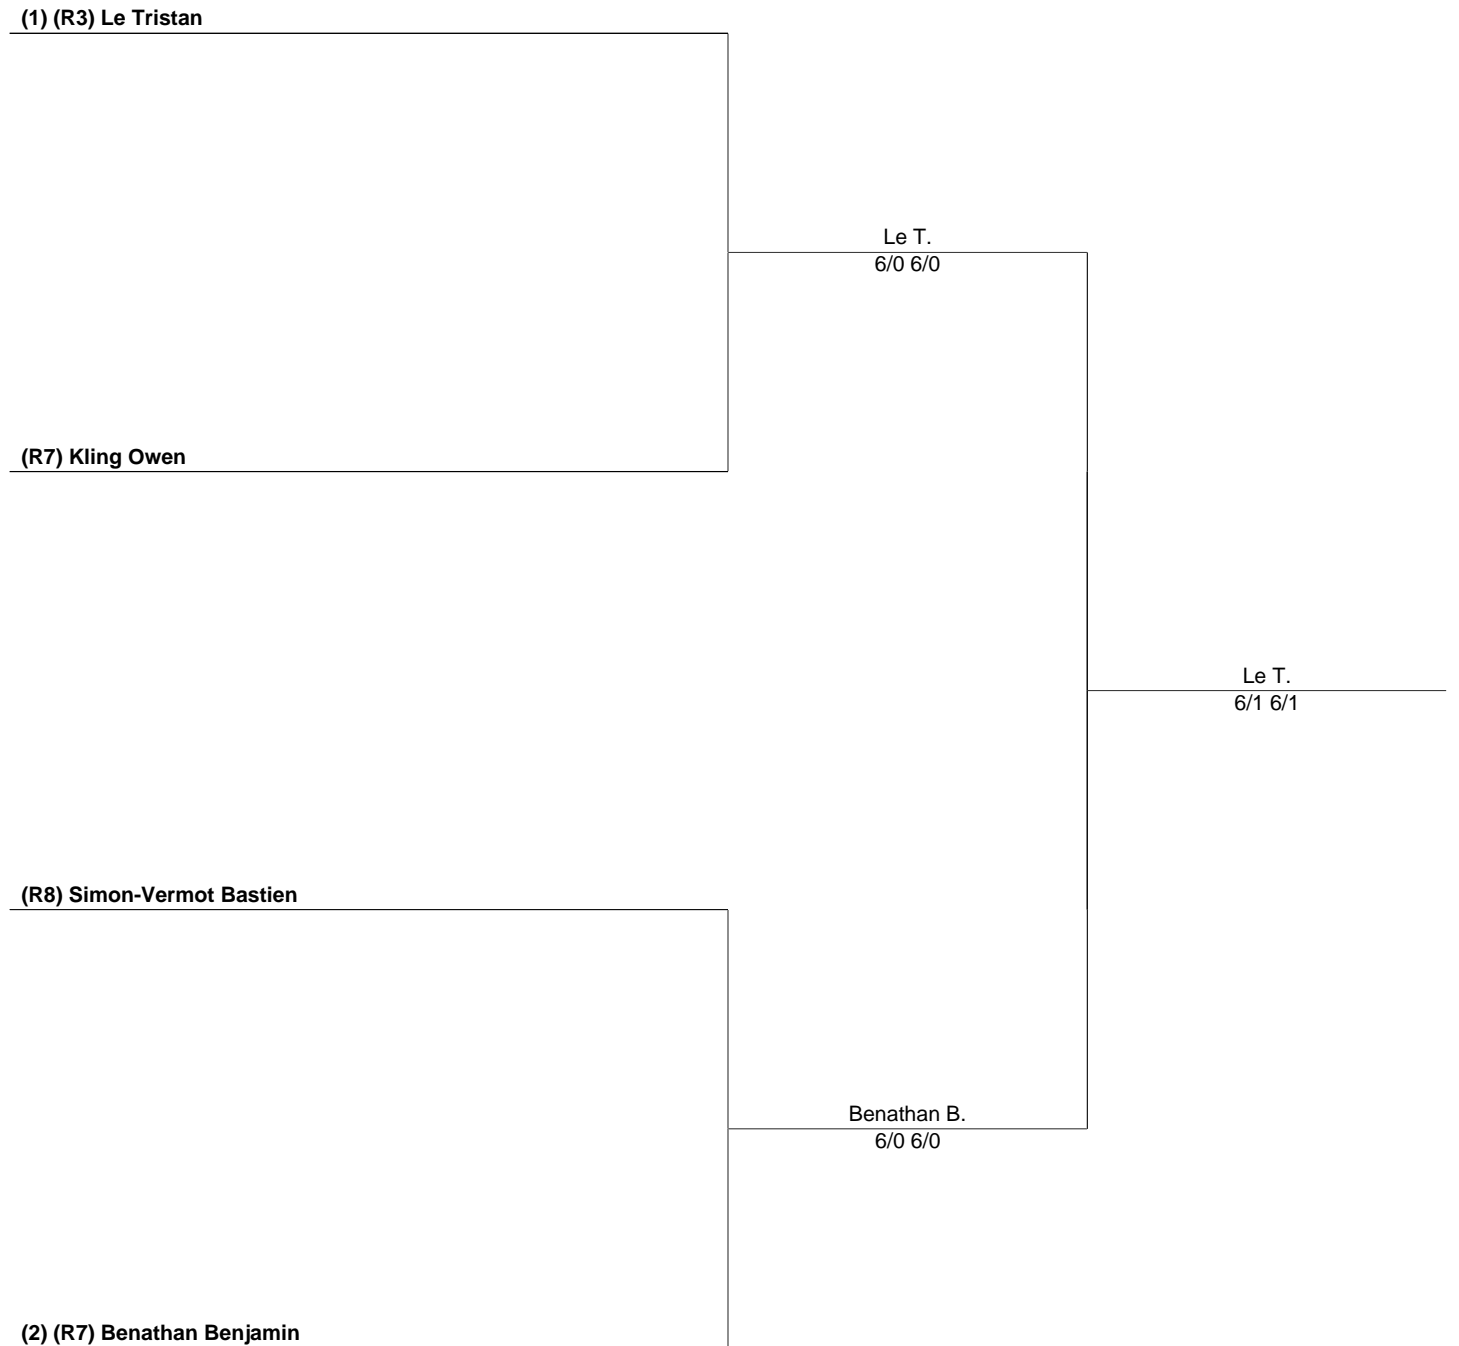 (1) (R3) Le Tristan
Le T.
6/0 6/0
(R7) Kling Owen
Le T.
6/1 6/1
(R8) Simon-Vermot Bastien
Benathan B.
6/0 6/0
(2) (R7) Benathan Benjamin